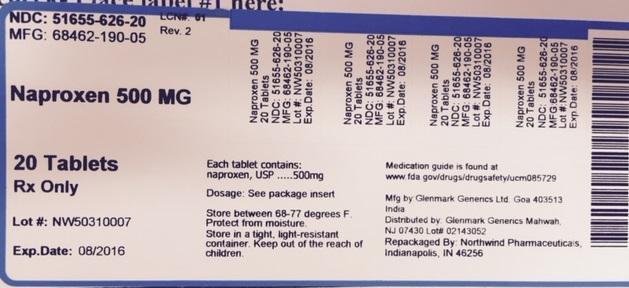 label #1 here:
NDC: 51655-626-20 LCN#: 01
MFG: 68462-190-05 Rev. 2
Naproxen 500 MG
20 Tablets
Rx Only
Lot #: NW50310007
Exp.Date: 08/2016
Naproxen 500 MG
20 Tablets
NDC: 51655-626-20
MFG: 68462-190-05
Lot #: NW50310007
Exp.Date: 08/2016
Naproxen 500 MG
20 Tablets
NDC: 51655-626-20
MFG: 68462-190-05
Lot #: NW50310007
Exp.Date: 08/2016
Naproxen 500 MG
20 Tablets
NDC: 51655-626-20
MFG: 68462-190-05
Lot #:NW50310007
Exp Date: 08/2016
Naproxen 500 MG
20 Tablets
NDC: 51655-626-20
MFG:68462-190-05
Lot #:NW50310007
Exp Date: 08/2016
Each tablet contains:
naproxen, USP .....500mg
Dosage: See package insert
Store between 68-77 degrees F.
Protect from moisture.
Store in a tight, light-resistant
container. Keep out of the reach of
children.
Medication guide is found at
www.fda gov/drugs/drugsafety/ucm085729
Mfg by Glenmark Generics Ltd. Goa 403513
India
Distributed by. Glenmark Generics Mahwah,
NJ 07430 Lot# 02143052
Repackaged By: Northwind Pharmaceuticals,
Indianapolis, IN 46256